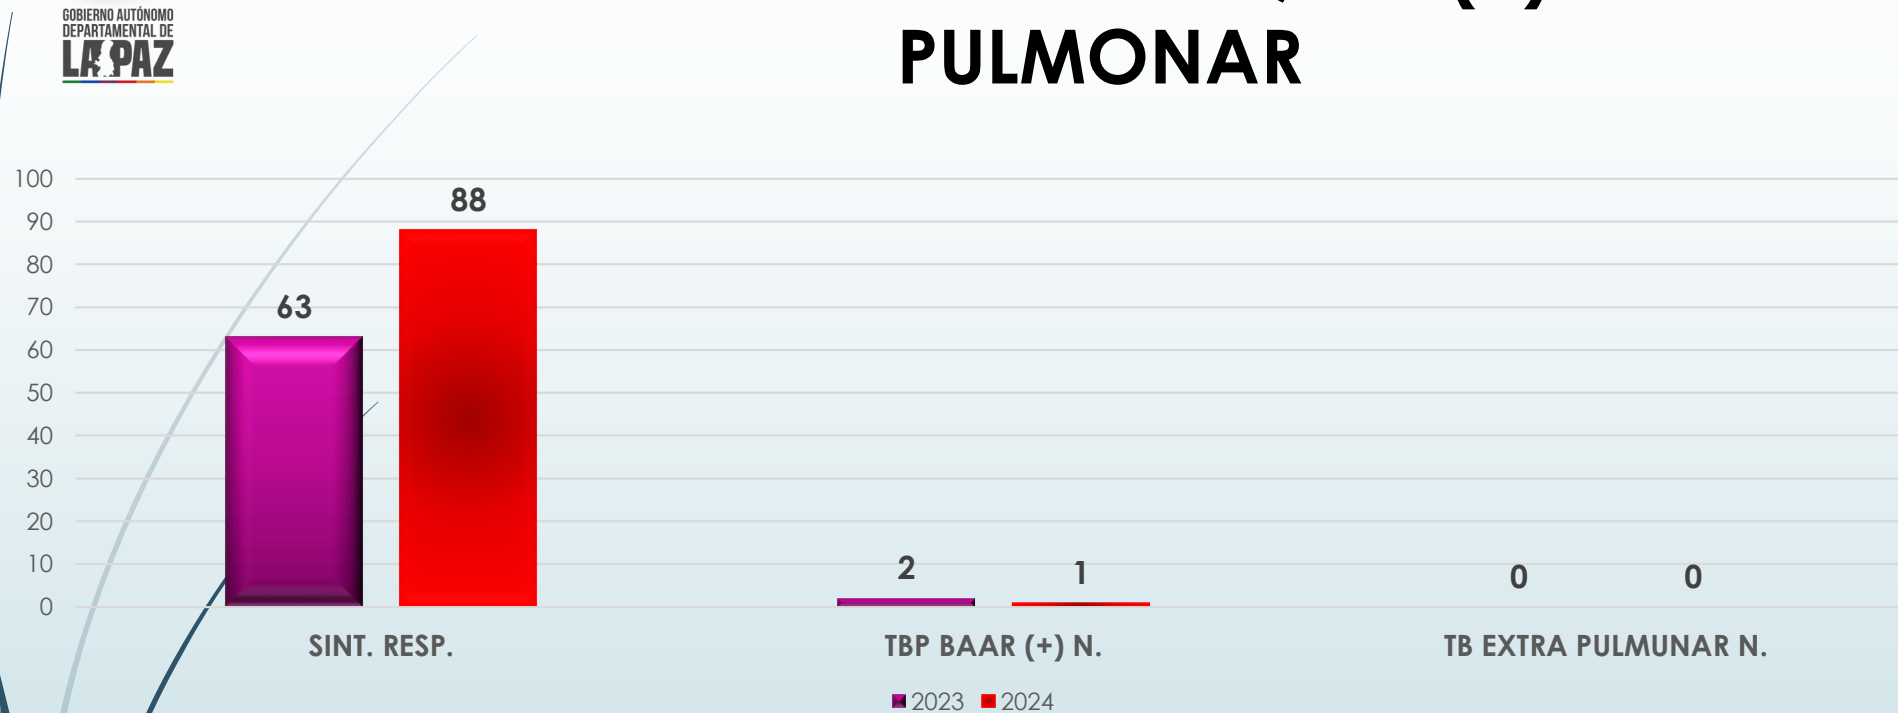 GOBIERNO AUTÓNOMO
DEPARTAMENTAL DE
LA PAZ
PULMONAR
100
90
80
70
60
50
40
30
20
10
0
63
88
2
1
0
0
SINT. RESP.
TBP BAAR (+) N.
TB EXTRA PULMUNAR N.
2023
2024